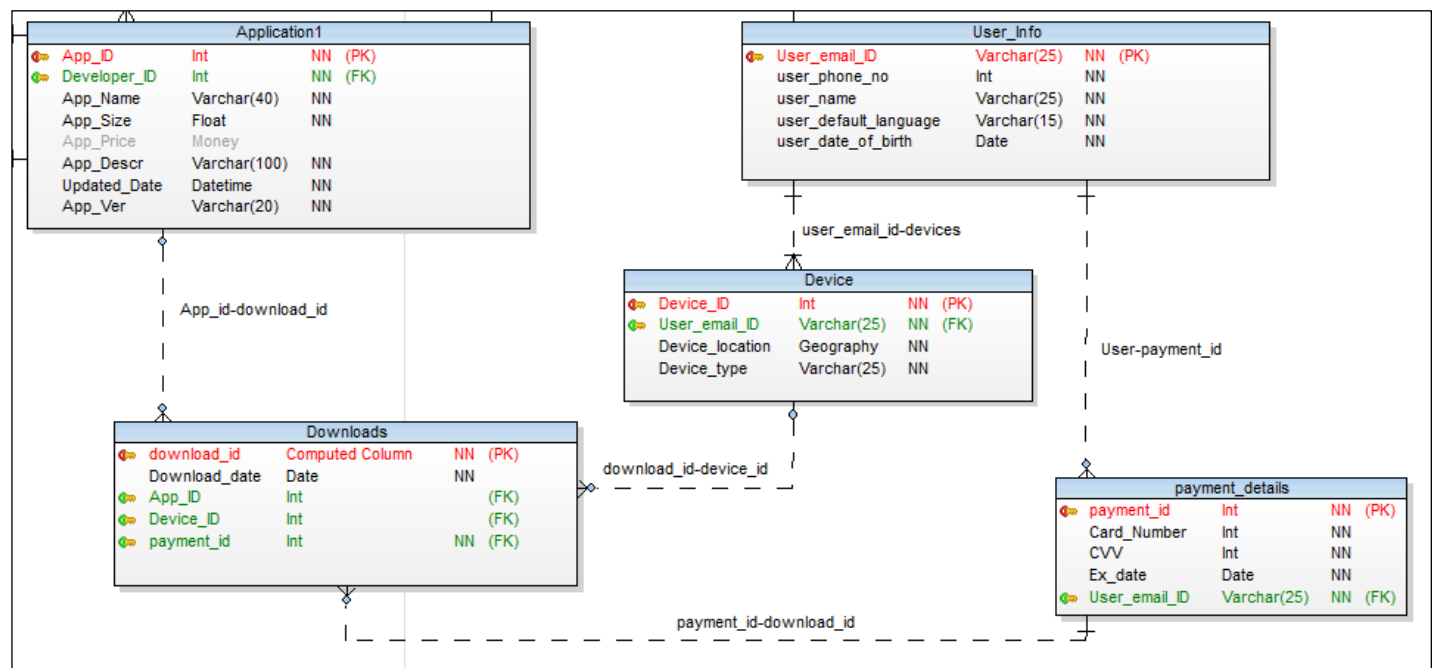 Application1
App_ID Int NN (PK)
Developer_ID Int NN (FK)
App_Name Varchar(40) NN
App_Size Float NN
App_Price Money
App_Descr Varchar(100) NN
Updated_Date Datetime NN
App_Ver Varchar(20) NN
User_Info
User_email_ID Varchar(25) NN (PK)
user_phone_no Int NN
user_name Varchar(25) NN
user_default_language Varchar(15) NN
user_date_of_birth Date NN
user_email_id-devices
Device
Device_ID Int NN (PK)
User_email_ID Varchar(25) NN (FK)
Device_location Geography NN
Device_type Varchar(25) NN
App_id-download_id
User-payment_id
Downloads
download_id Computed Column NN (PK)
Download_date Date NN
App_ID Int (FK)
Device_ID Int (FK)
payment_id Int NN (FK)
download_id-device_id
payment_details
payment_id Int NN (PK)
Card_Number Int NN
CVV Int NN
Ex_date Date NN
User_email_ID Varchar(25) NN (FK)
payment_id-download_id